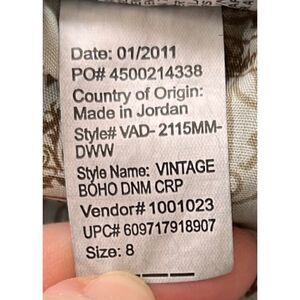 Date: 01/2011
PO# 4500214338
Country of Origin:
Made in Jordan
Style# VAD- 2115MM-
DWW
Style Name: VINTAGE
BOHO DNM CRP
Vendor# 1001023
UPC# 609717918907
Size: 8